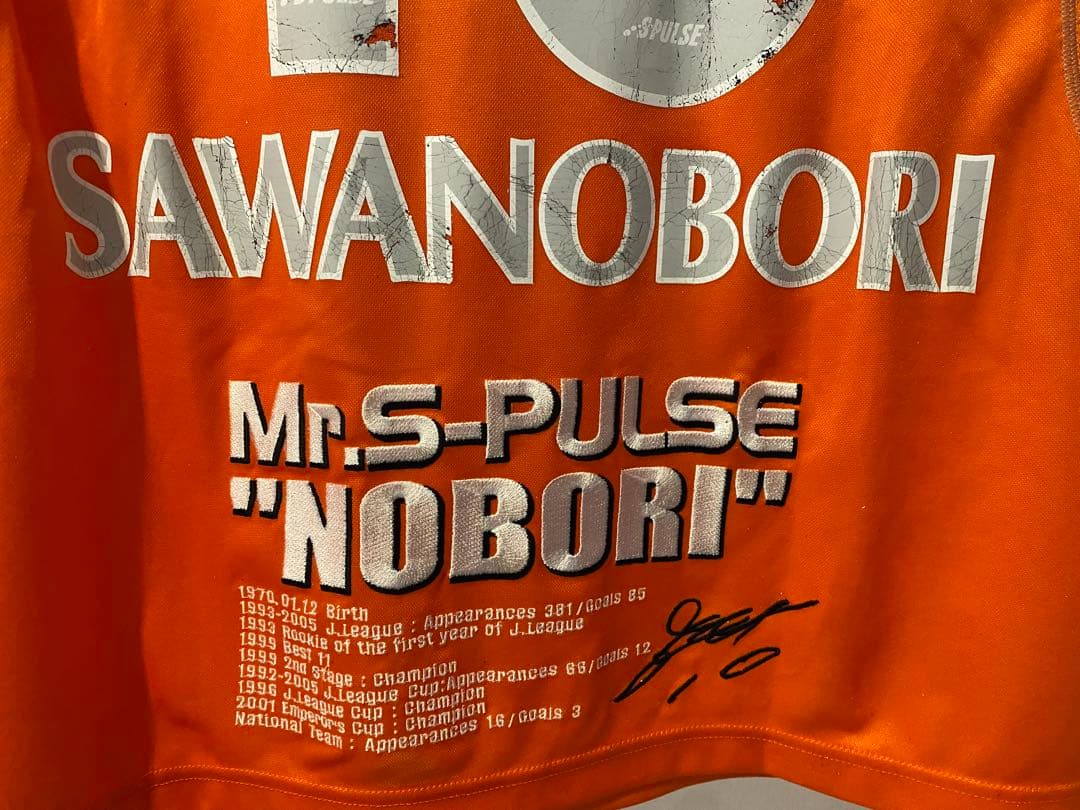 S-PULSE
S-PULSE
SAWANOBORI
Mr.S-PULSE
"NOBORI"
1970.01.12 Birth
1993-2005 J.League : Appearances 381/Goals 85
1993 Rookie of the first year of J.League
1999 Best 11
1999 2nd Stage : Champion
1992-2005 J.League Cup:Appearances 66/Goals 12
1996 J.League Cup : Champion
2001 Emperor's Cup : Champion
National Team : Appearances 16/Goals 3
10